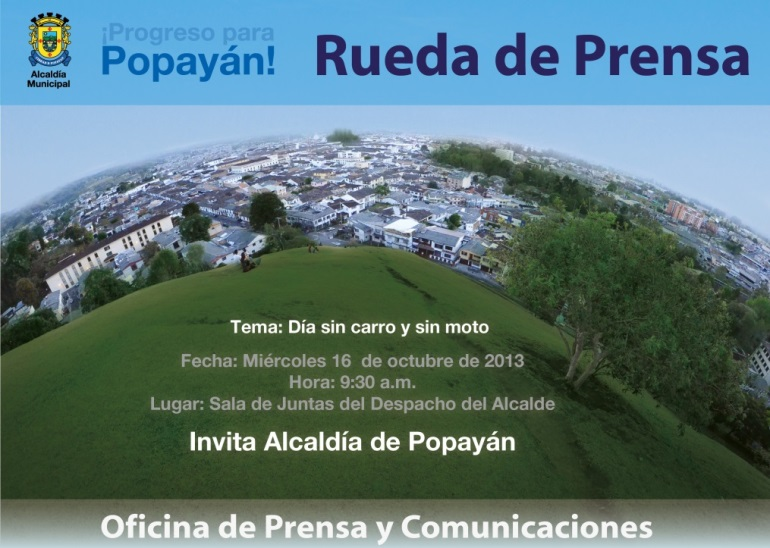 Alcaldía
Municipal
¡Progreso para
Popayán!
Rueda de Prensa
Tema: Día sin carro y sin moto
Fecha: Miércoles 16 de octubre de 2013
Hora: 9:30 a.m.
Lugar: Sala de Juntas del Despacho del Alcalde
Invita Alcaldía de Popayán
Oficina de Prensa y Comunicaciones